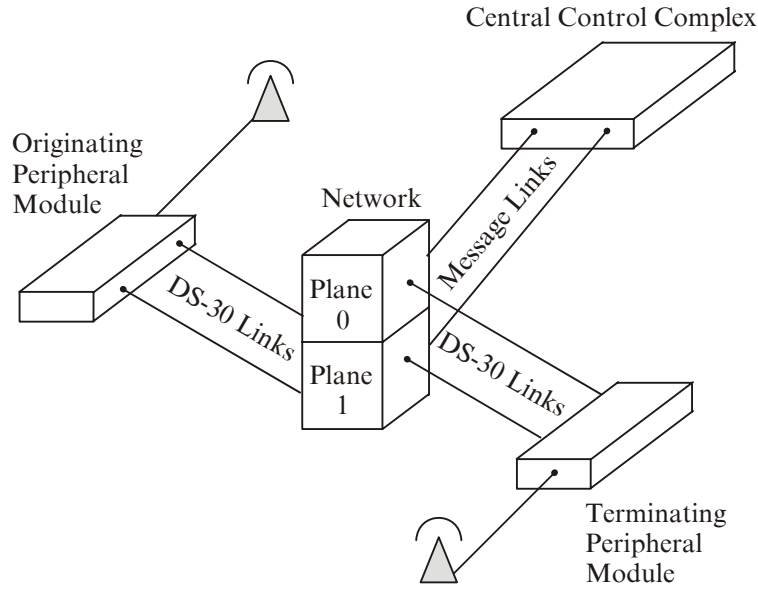 Central Control Complex
Originating
Peripheral
Module
Network
Message Links
Plane
0
DS-30 Links
Plane
1
DS-30 Links
Terminating
Peripheral
Module